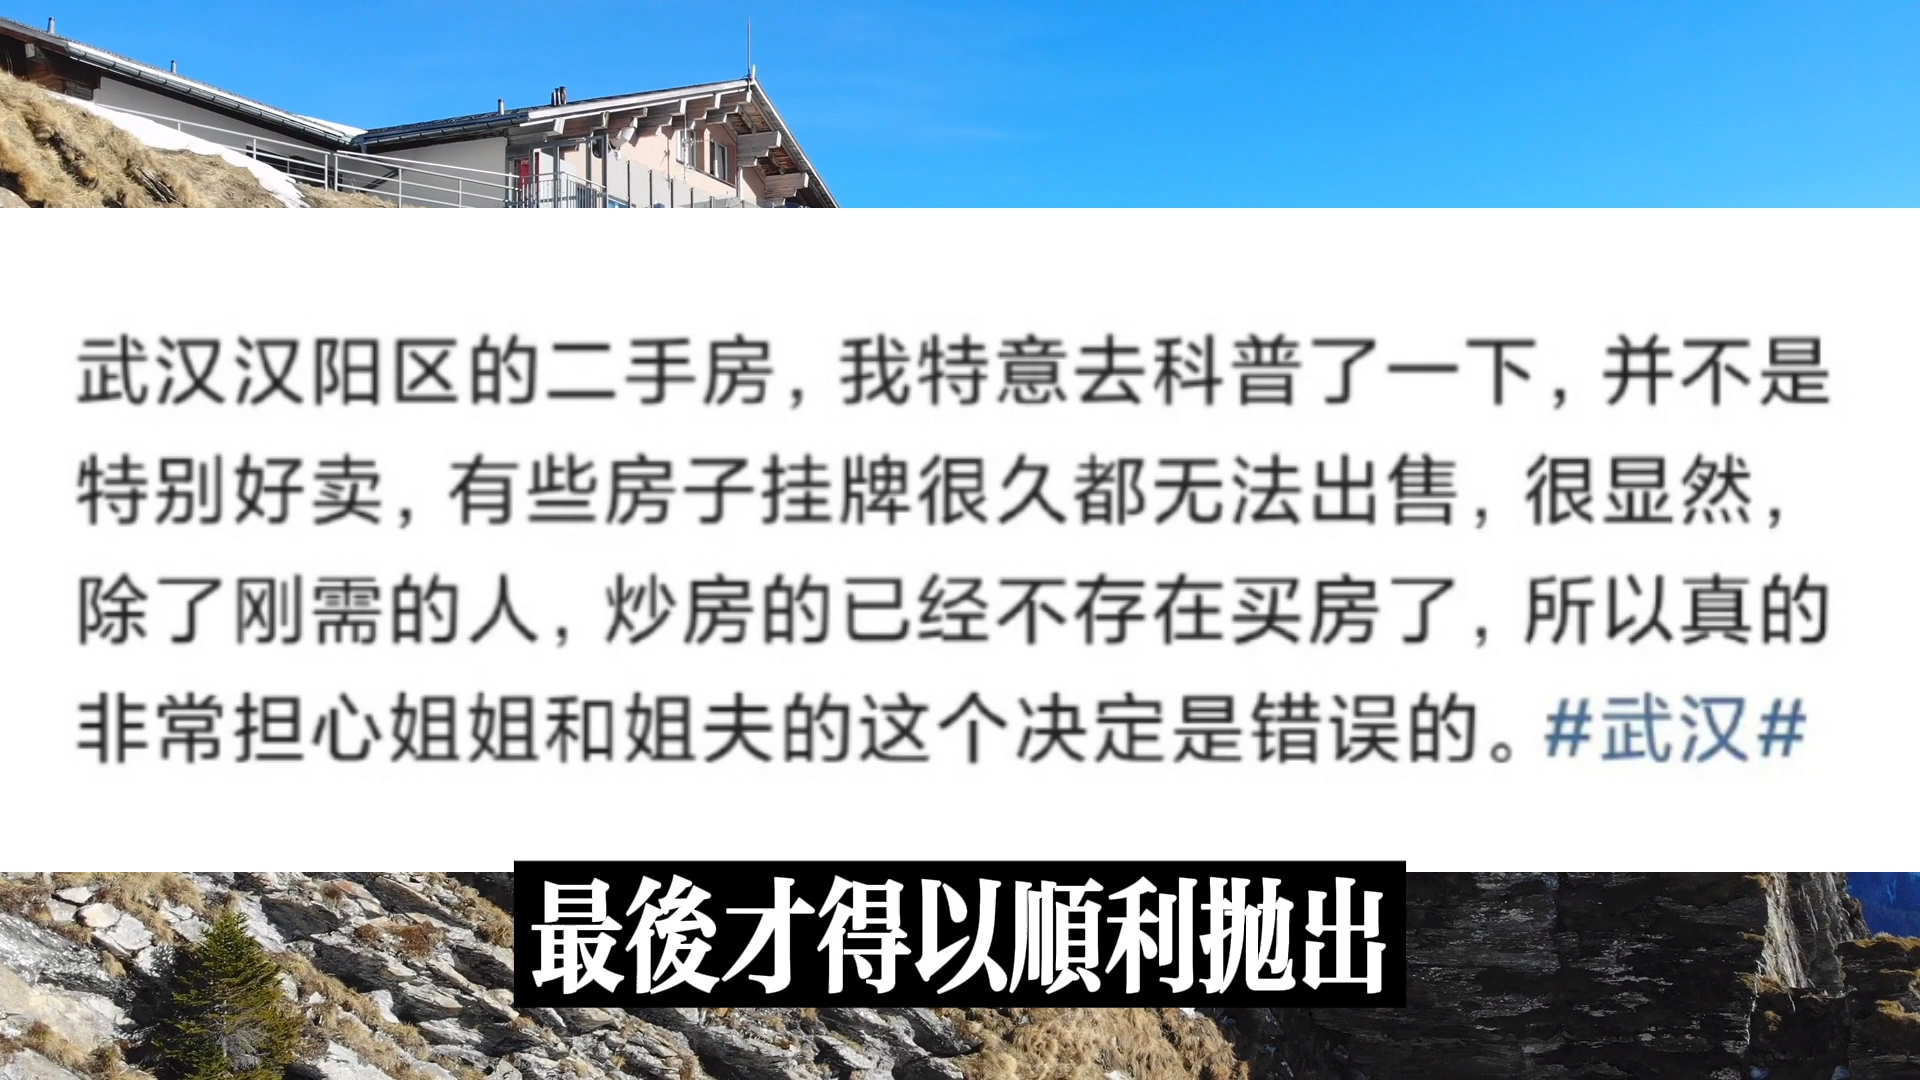 武汉汉阳区的二手房，我特意去科普了一下，并不是
特别好卖，有些房子挂牌很久都无法出售，很显然，
除了刚需的人，炒房的已经不存在买房了，所以真的
非常担心姐姐和姐夫的这个决定是错误的。#武汉#
最後才得以順利拋出